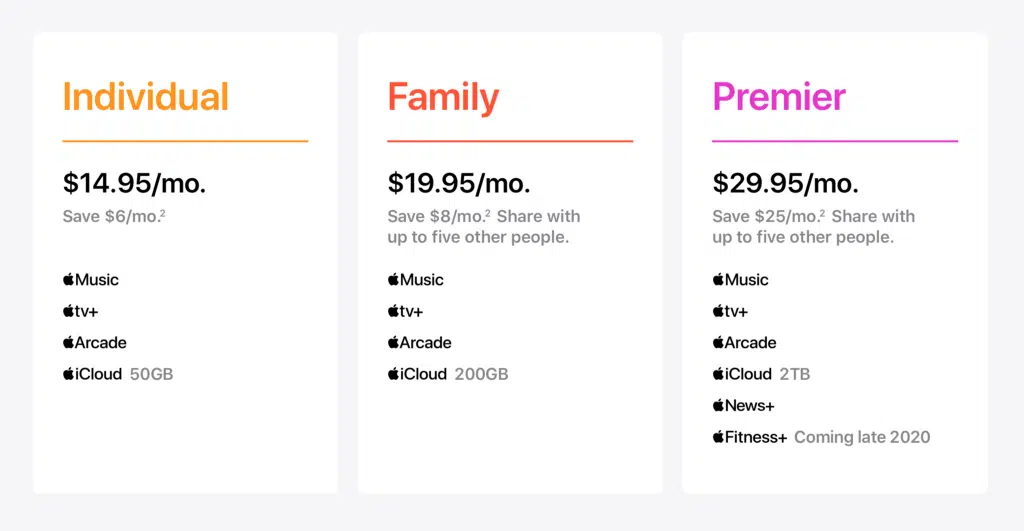 Individual
$14.95/mo.
Save $6/mo.²
Music
tv+
Arcade
iCloud 50GB
Family
$19.95/mo.
Save $8/mo.² Share with
up to five other people.
Music
tv+
Arcade
iCloud 200GB
Premier
$29.95/mo.
Save $25/mo.² Share with
up to five other people.
Music
tv+
Arcade
iCloud 2TB
News+
Fitness+ Coming late 2020